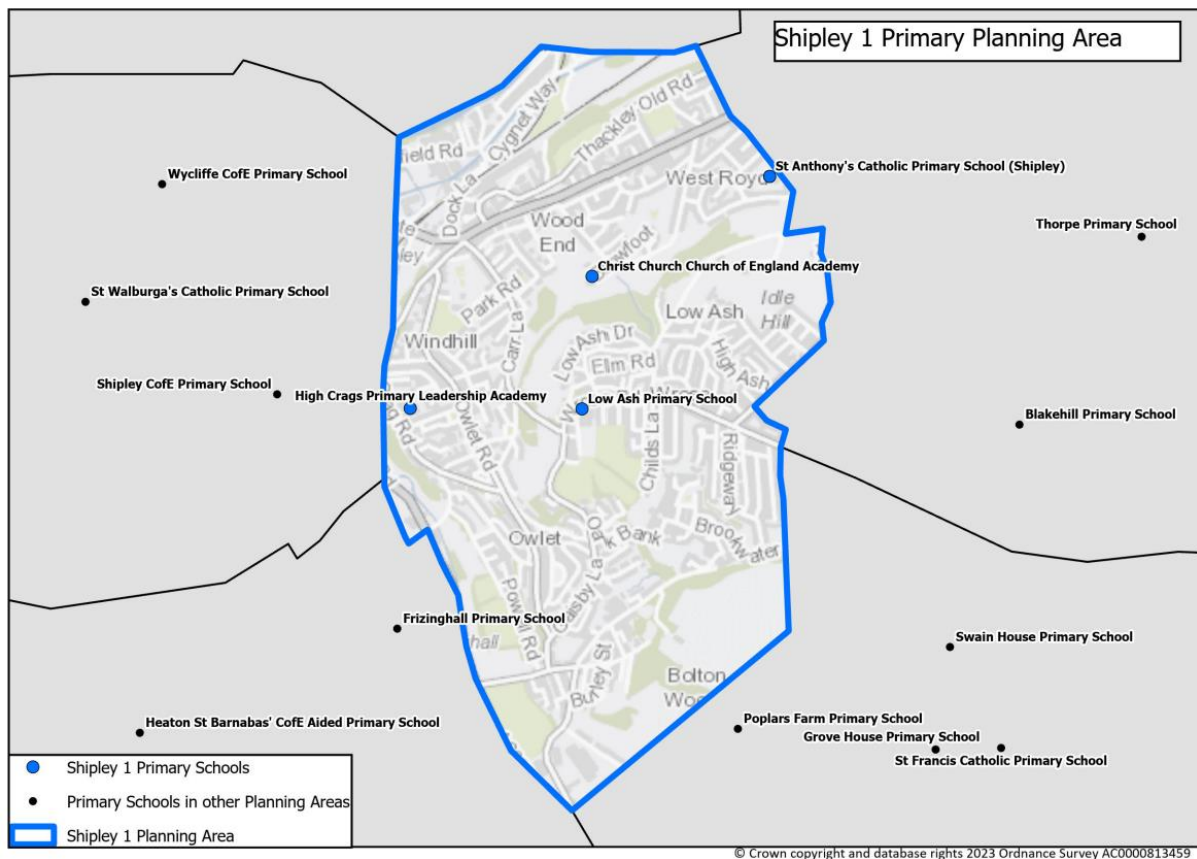 Shipley 1 Primary Planning Area
Cygnet Way
Thackley Old Rd
field Rd
Dock La
St Anthony's Catholic Primary School (Shipley)
West Royd
Wycliffe CofE Primary School
Wood
End
Thorpe Primary School
Christ Church Church of England Academy
St Walburga's Catholic Primary School
Park Rd
Idle
Hill
Low Ash
Windhill
Carr La
Low Ash Dr
Elm Rd
High Ash
Shipley CofE Primary School
High Crags Primary Leadership Academy
Low Ash Primary School
Blakehill Primary School
Owlet Rd
Childs La
Ridgeway
Owlet
Bank
Brookwater
Powell Rd
Gaisby La
Frizinghall Primary School
hall
Swain House Primary School
Burley St
Bolton
Heaton St Barnabas' CofE Aided Primary School
Poplars Farm Primary School
Grove House Primary School
St Francis Catholic Primary School
Shipley 1 Primary Schools
Primary Schools in other Planning Areas
Shipley 1 Planning Area
© Crown copyright and database rights 2023 Ordnance Survey AC0000813459